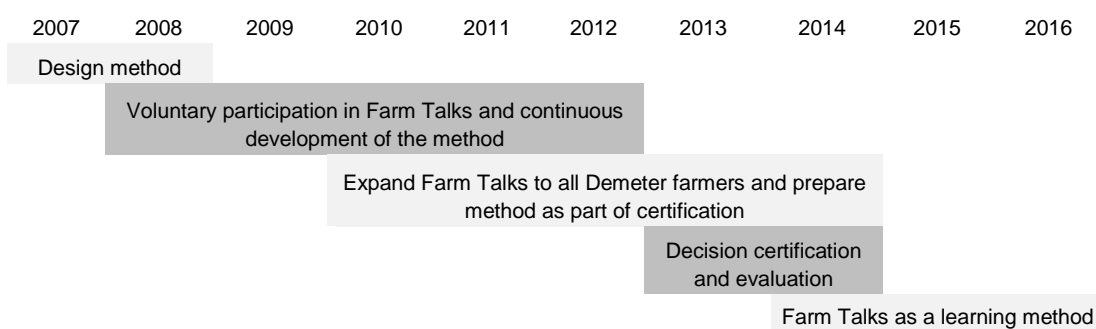 2007 2008 2009 2010 2011 2012 2013 2014 2015 2016
Design method
Voluntary participation in Farm Talks and continuous
development of the method
Expand Farm Talks to all Demeter farmers and prepare
method as part of certification
Decision certification
and evaluation
Farm Talks as a learning method